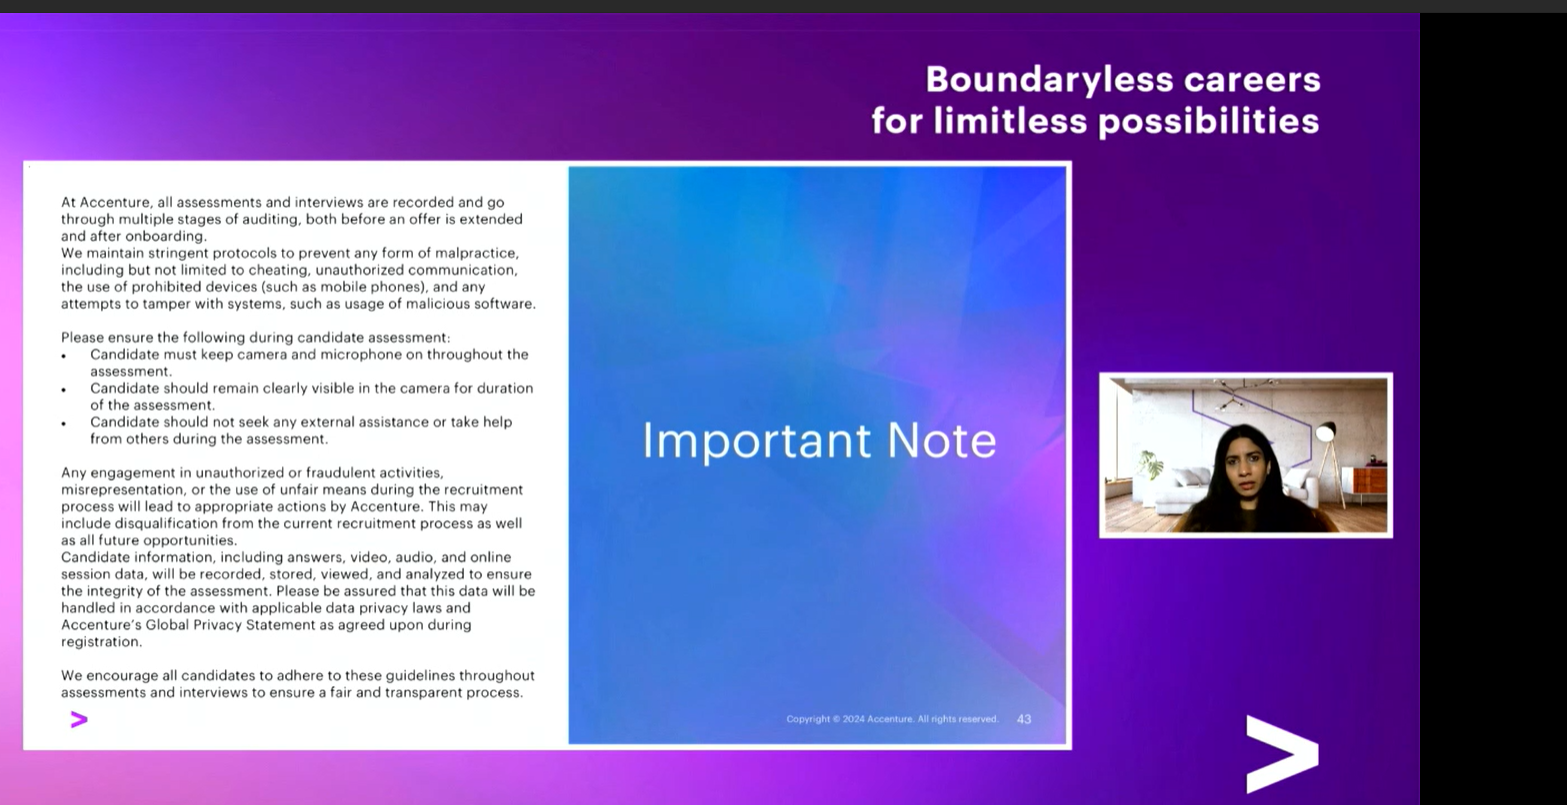 Boundaryless careers
for limitless possibilities
At Accenture, all assessments and interviews are recorded and go
through multiple stages of auditing, both before an offer is extended
and after onboarding.
We maintain stringent protocols to prevent any form of malpractice,
including but not limited to cheating, unauthorized communication,
the use of prohibited devices (such as mobile phones), and any
attempts to tamper with systems, such as usage of malicious software.
Please ensure the following during candidate assessment:
• Candidate must keep camera and microphone on throughout the
assessment.
• Candidate should remain clearly visible in the camera for duration
of the assessment.
• Candidate should not seek any external assistance or take help
from others during the assessment.
Any engagement in unauthorized or fraudulent activities,
misrepresentation, or the use of unfair means during the recruitment
process will lead to appropriate actions by Accenture. This may
include disqualification from the current recruitment process as well
as all future opportunities.
Candidate information, including answers, video, audio, and online
session data, will be recorded, stored, viewed, and analyzed to ensure
the integrity of the assessment. Please be assured that this data will be
handled in accordance with applicable data privacy laws and
Accenture's Global Privacy Statement as agreed upon during
registration.
We encourage all candidates to adhere to these guidelines throughout
assessments and interviews to ensure a fair and transparent process.
Important Note
Copyright © 2024 Accenture. All rights reserved. 43